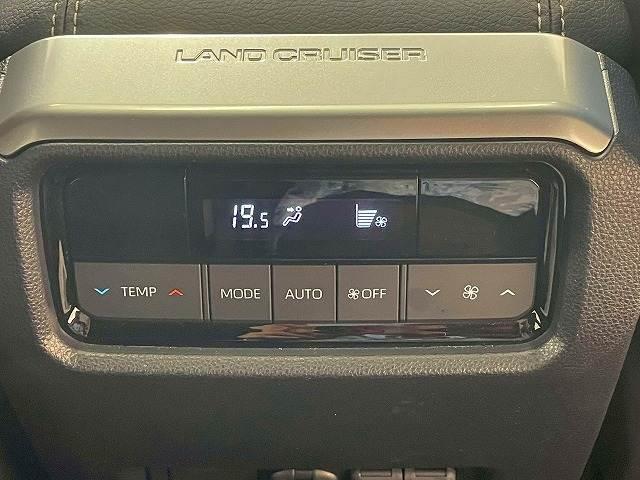 LAND CRUISER
19.5
TEMP MODE AUTO OFF